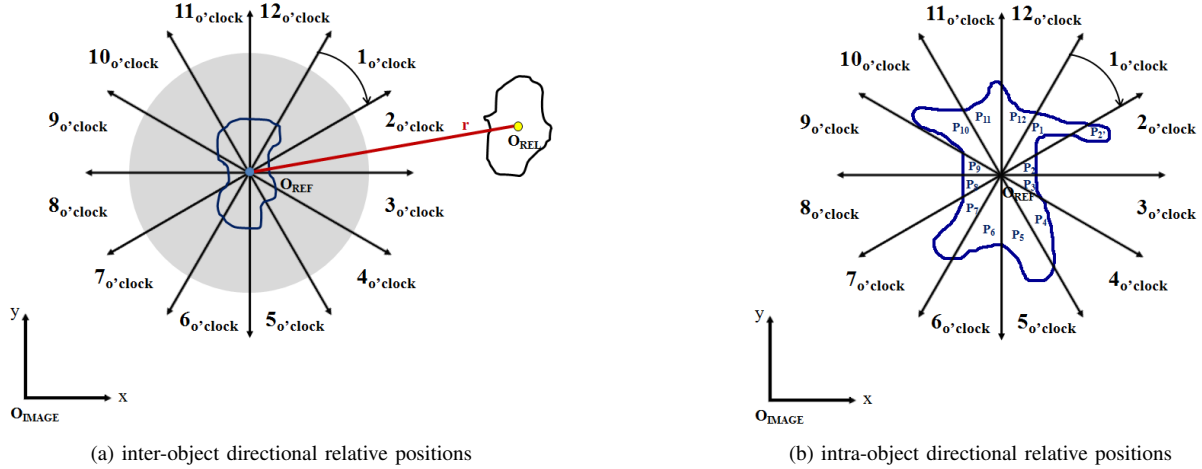 11o'clock
12o'clock
10o'clock
1o'clock
9o'clock
2o'clock
r
OREL
OREF
8o'clock
3o'clock
7o'clock
4o'clock
6o'clock
5o'clock
y
x
OIMAGE
(a) inter-object directional relative positions
11o'clock
12o'clock
10o'clock
1o'clock
9o'clock
2o'clock
P11
P12
P10
P1
P2'
P9
P2
P8
P3
OREF
P7
P4
P6
P5
8o'clock
3o'clock
7o'clock
4o'clock
6o'clock
5o'clock
y
x
OIMAGE
(b) intra-object directional relative positions